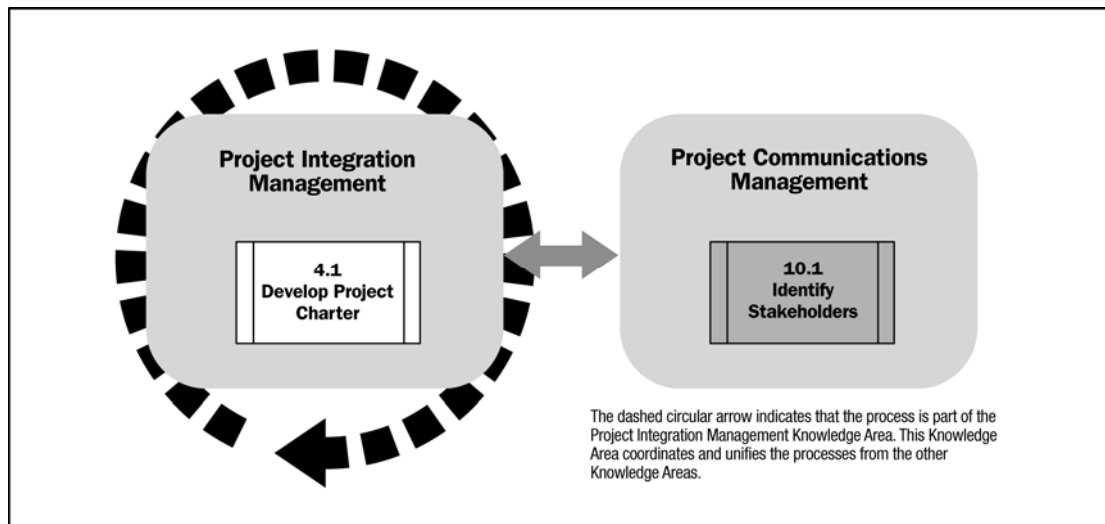 Project Integration
Management
4.1
Develop Project
Charter
Project Communications
Management
10.1
Identify
Stakeholders
The dashed circular arrow indicates that the process is part of the
Project Integration Management Knowledge Area. This Knowledge
Area coordinates and unifies the processes from the other
Knowledge Areas.